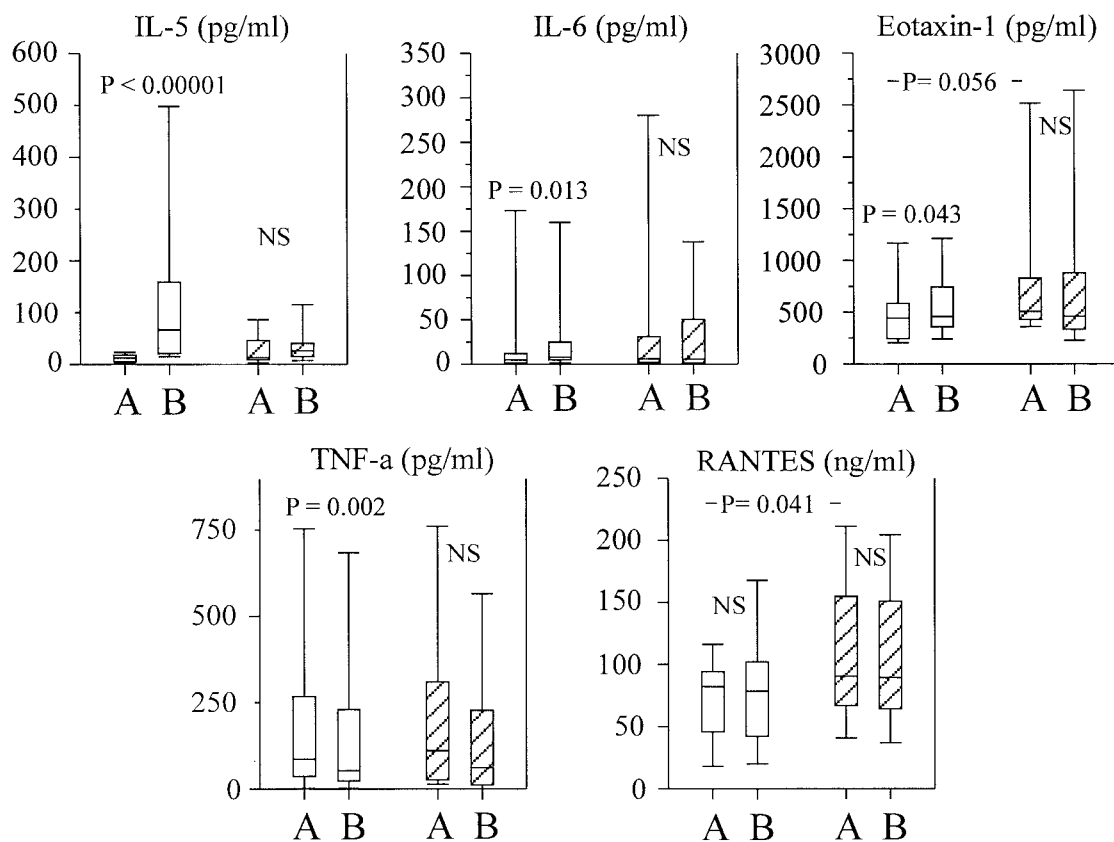 IL-5 (pg/ml)
600
500
400
300
200
100
0
P < 0.00001
NS
A B A B
IL-6 (pg/ml)
350
300
250
200
150
100
50
0
P = 0.013
NS
A B A B
Eotaxin-1 (pg/ml)
3000
2500
2000
1500
1000
500
0
P= 0.056
NS
P = 0.043
A B A B
TNF-a (pg/ml)
750
500
250
0
P = 0.002
NS
A B A B
RANTES (ng/ml)
250
200
150
100
50
0
P= 0.041
NS
NS
A B A B